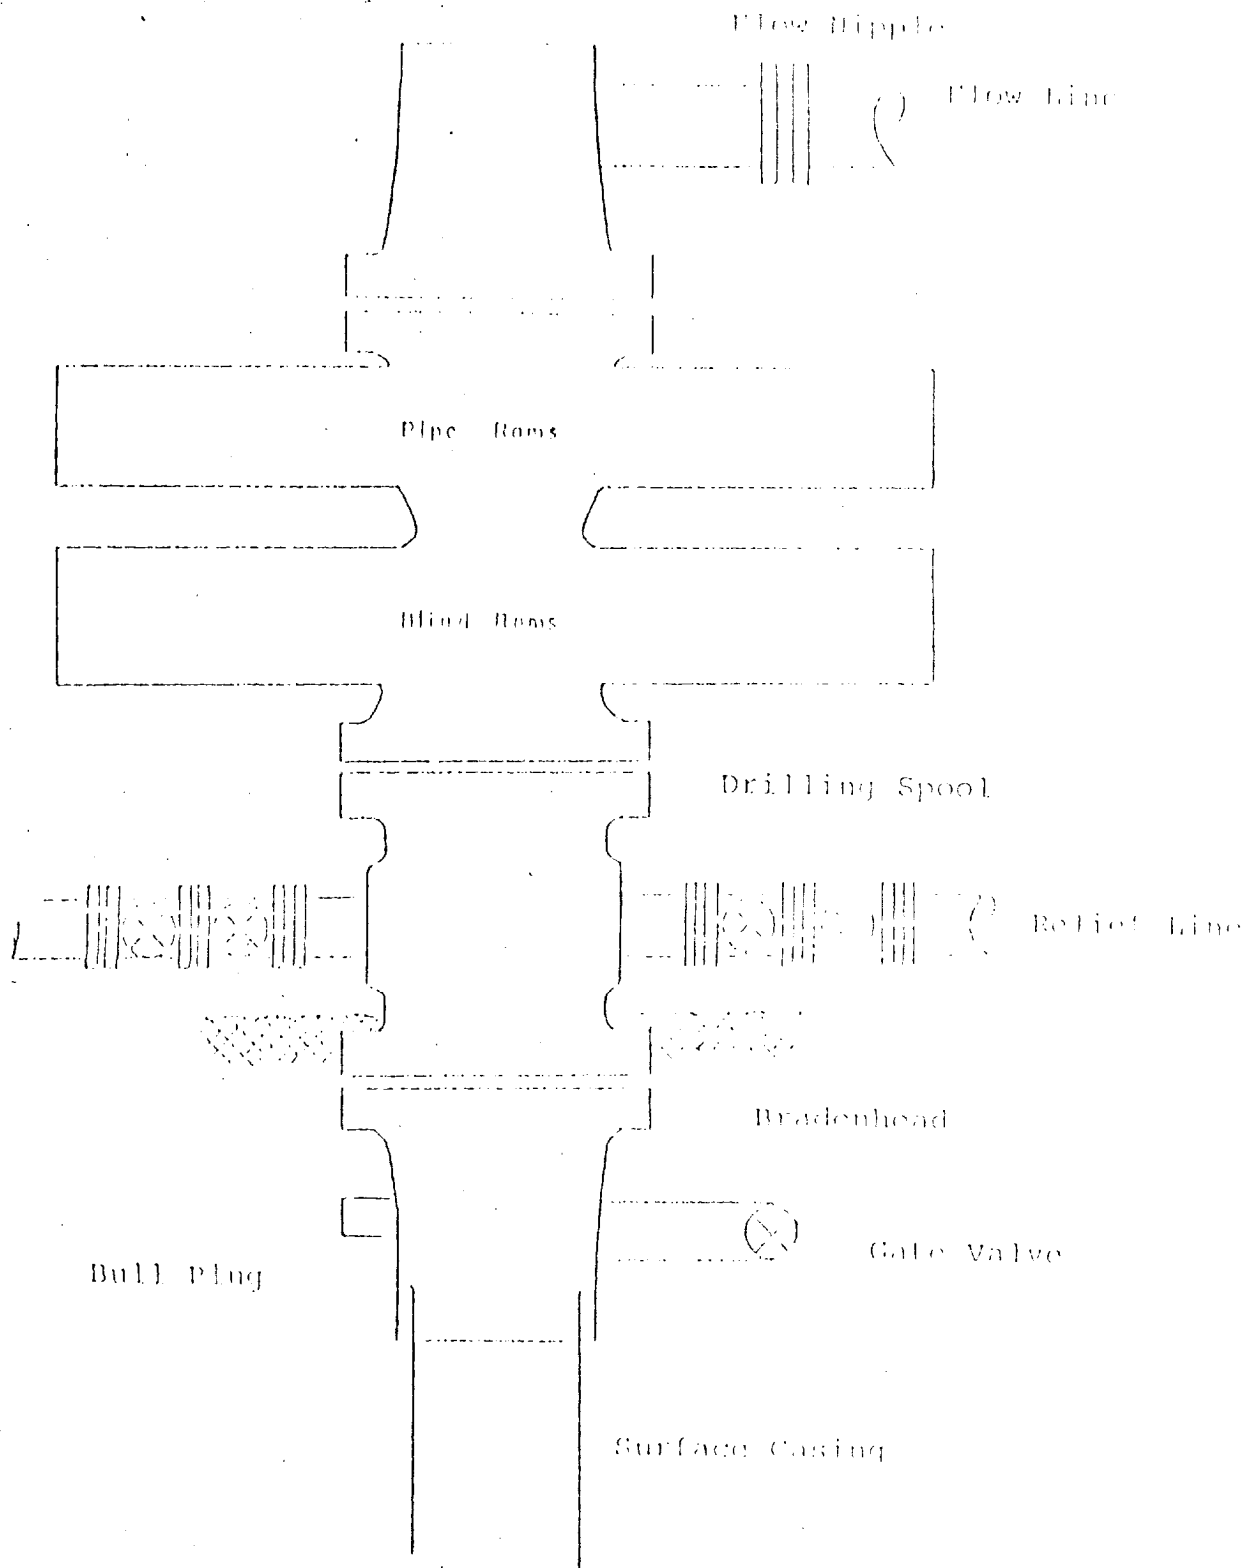 Flow Nipple
Flow Line
Pipe Rams
Blind Rams
Drilling Spool
Relief Line
Bradenhead
Gate Valve
Bull Plug
Surface Casing